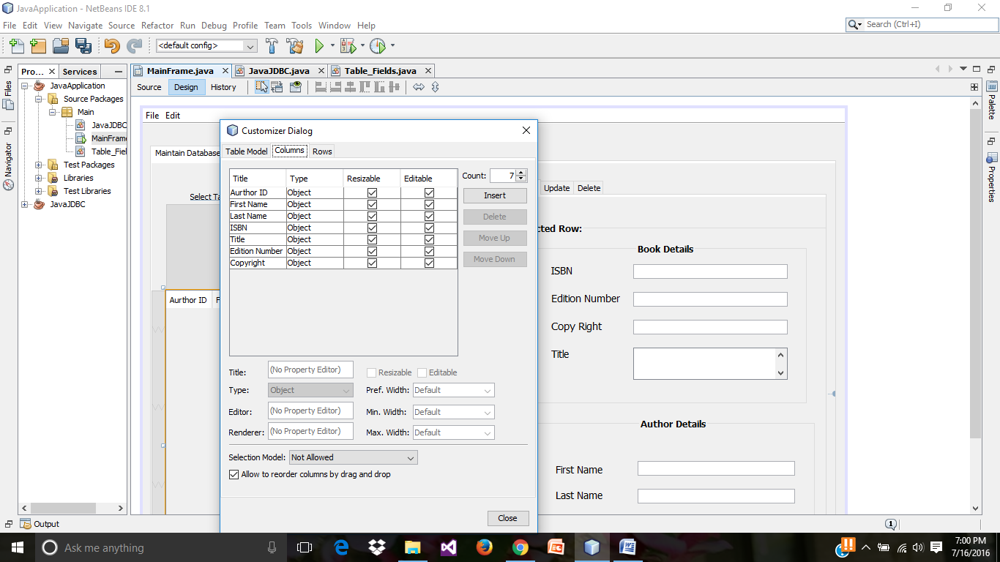 JavaApplication - NetBeans IDE 8.1
File Edit View Navigate Source Refactor Run Debug Profile Team Tools Window Help
Search (Ctrl+I)
<default config>
Files
Navigator
Pro... Services
JavaApplication
Source Packages
Main
JavaJDBC
MainFrame
Table_Fiel
Test Packages
Libraries
Test Libraries
JavaJDBC
MainFrame.java JavaJDBC.java Table_Fields.java
Source Design History
Palette
Properties
File Edit
Maintain Database
Select Ta
Aurthor ID F
Customizer Dialog
Table Model Columns Rows
Title Type Resizable Editable
Aurthor ID Object
First Name Object
Last Name Object
ISBN Object
Title Object
Edition Number Object
Copyright Object
Count: 7
Insert
Delete
Move Up
Move Down
Title: (No Property Editor) Resizable Editable
Type: Object Pref. Width: Default
Editor: (No Property Editor) Min. Width: Default
Renderer: (No Property Editor) Max. Width: Default
Selection Model: Not Allowed
Allow to reorder columns by drag and drop
Close
Update Delete
cted Row:
Book Details
ISBN
Edition Number
Copy Right
Title
Author Details
First Name
Last Name
Output
1
Ask me anything
7:00 PM
7/16/2016